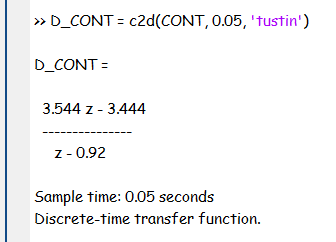 >> D_CONT = c2d(CONT, 0.05, 'tustin')
D_CONT =
3.544 z - 3.444
---------------
z - 0.92
Sample time: 0.05 seconds
Discrete-time transfer function.